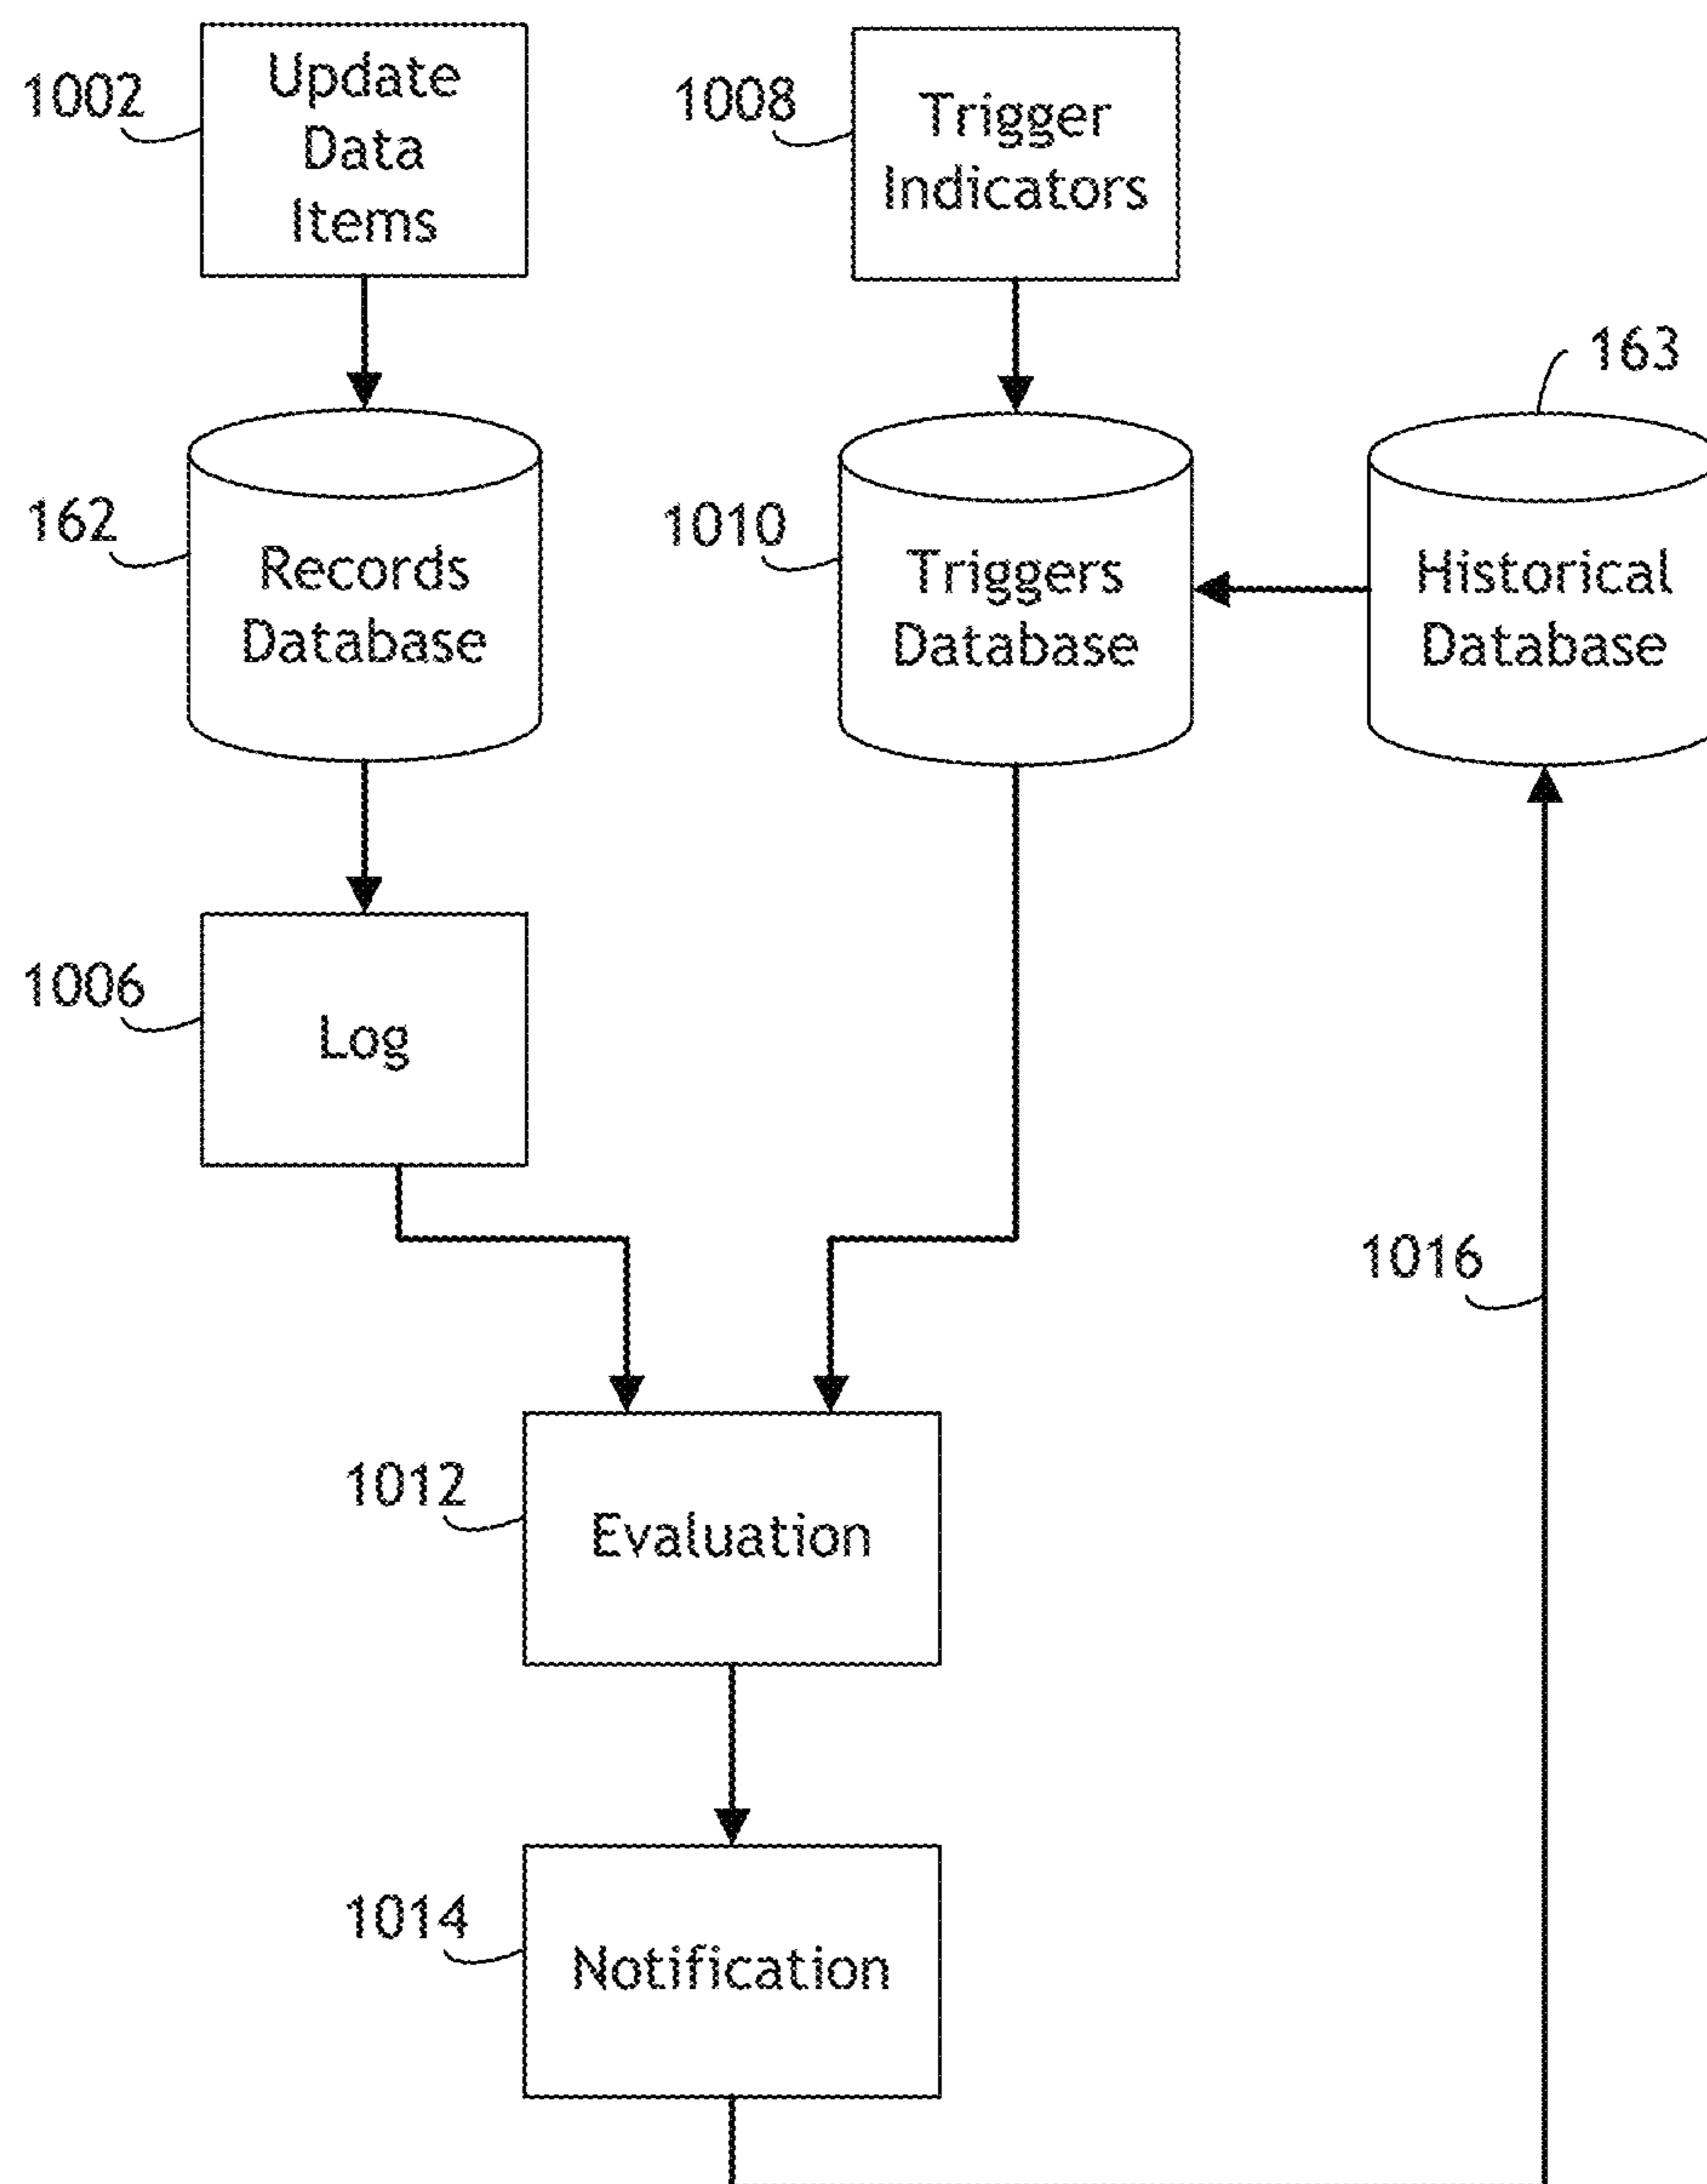 1002
Update
Data
Items
1008
Trigger
Indicators
163
162
Records
Database
1010
Triggers
Database
Historical
Database
1006
Log
1016
1012
Evaluation
1014
Notification